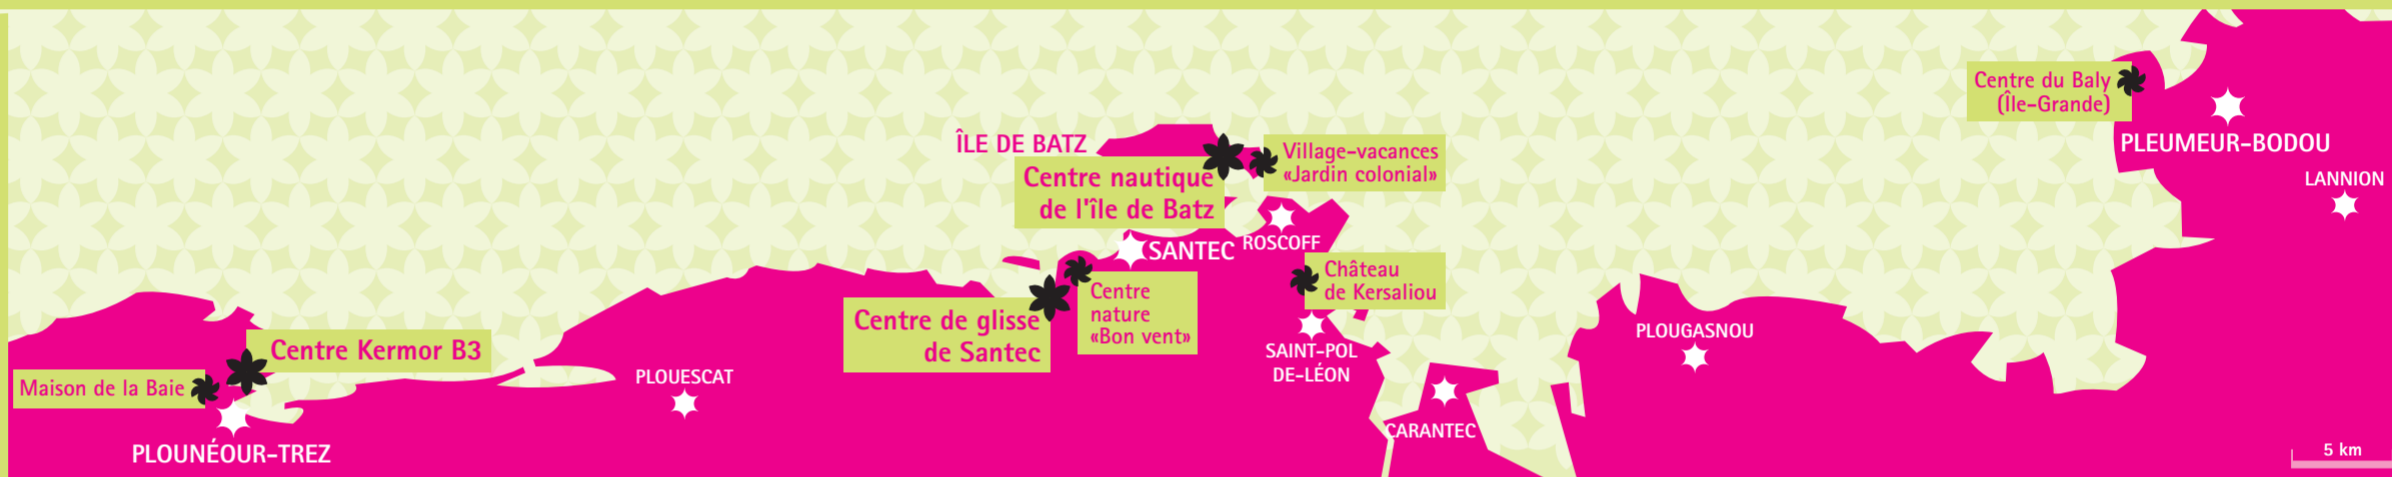 Maison de la Baie
Centre Kermor B3
PLOUNÉOUR-TREZ
PLOUESCAT
ÎLE DE BATZ
Centre nautique
de l'île de Batz
Village-vacances
«Jardin colonial»
SANTEC
ROSCOFF
Centre de glisse
de Santec
Centre
nature
«Bon vent»
Château
de Kersaliou
SAINT-POL
DE-LÉON
CARANTEC
PLOUGASNOU
Centre du Baly
(Île-Grande)
PLEUMEUR-BODOU
LANNION
5 km